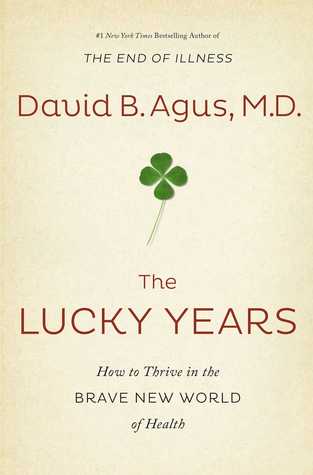 #1 New York Times Bestselling Author of
THE END OF ILLNESS
David B. Agus, M.D.
The
LUCKY YEARS
How to Thrive in the
BRAVE NEW WORLD
of Health